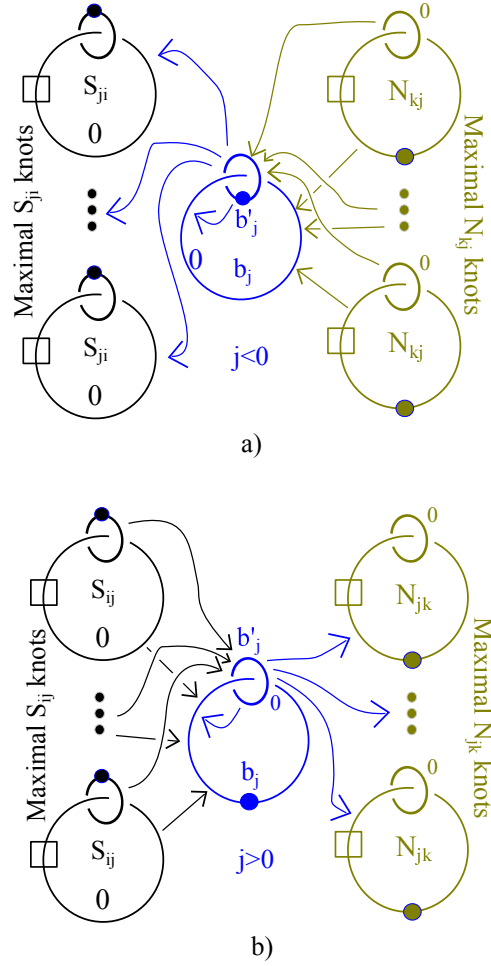 0
0
S_ji
N_kj
0
Maximal S_ji knots
Maximal N_kj knots
b'_j
0
b_j
0
S_ji
N_kj
j<0
0
a)
0
S_ij
N_jk
0
b'_j
Maximal S_ij knots
Maximal N_jk knots
0
b_j
0
S_ij
N_jk
j>0
0
b)